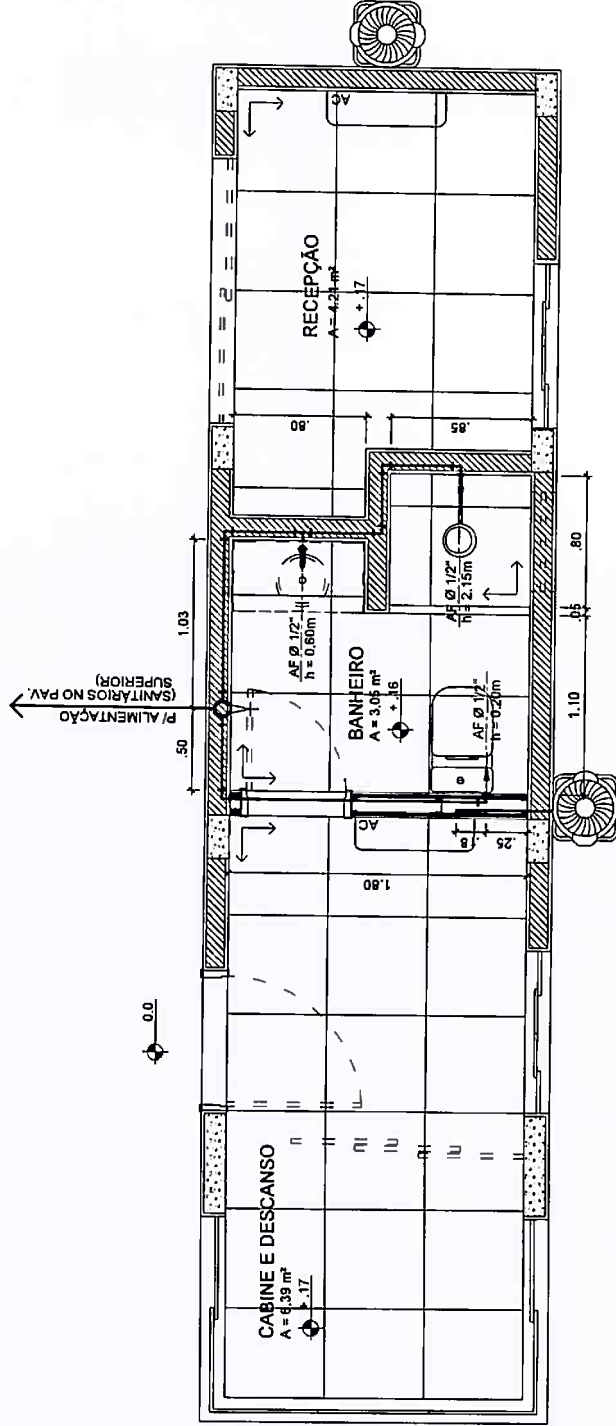 P/ ALIMENTAÇÃO
(SANITÁRIOS NO PAV.
SUPERIOR)
.50
1.03
0.0
CABINE E DESCANSO
A = 6.39 m²
+ .17
1.80
AC
.18
.25
BANHEIRO
A = 3,05 m²
+ .16
AF Ø 1/2"
h = 0,60m
AF Ø 1/2"
h = 0,20m
AF Ø 1/2"
h = 2.15m
1.10
.05
.80
.80
.85
RECEPÇÃO
A = 4.21 m²
+ .17
AC